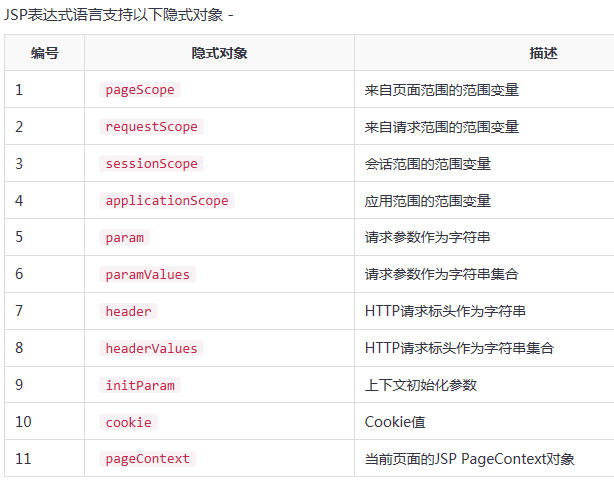 JSP表达式语言支持以下隐式对象 -
编号 隐式对象 描述
1 pageScope 来自页面范围的范围变量
2 requestScope 来自请求范围的范围变量
3 sessionScope 会话范围的范围变量
4 applicationScope 应用范围的范围变量
5 param 请求参数作为字符串
6 paramValues 请求参数作为字符串集合
7 header HTTP请求标头作为字符串
8 headerValues HTTP请求标头作为字符串集合
9 initParam 上下文初始化参数
10 cookie Cookie值
11 pageContext 当前页面的JSP PageContext对象